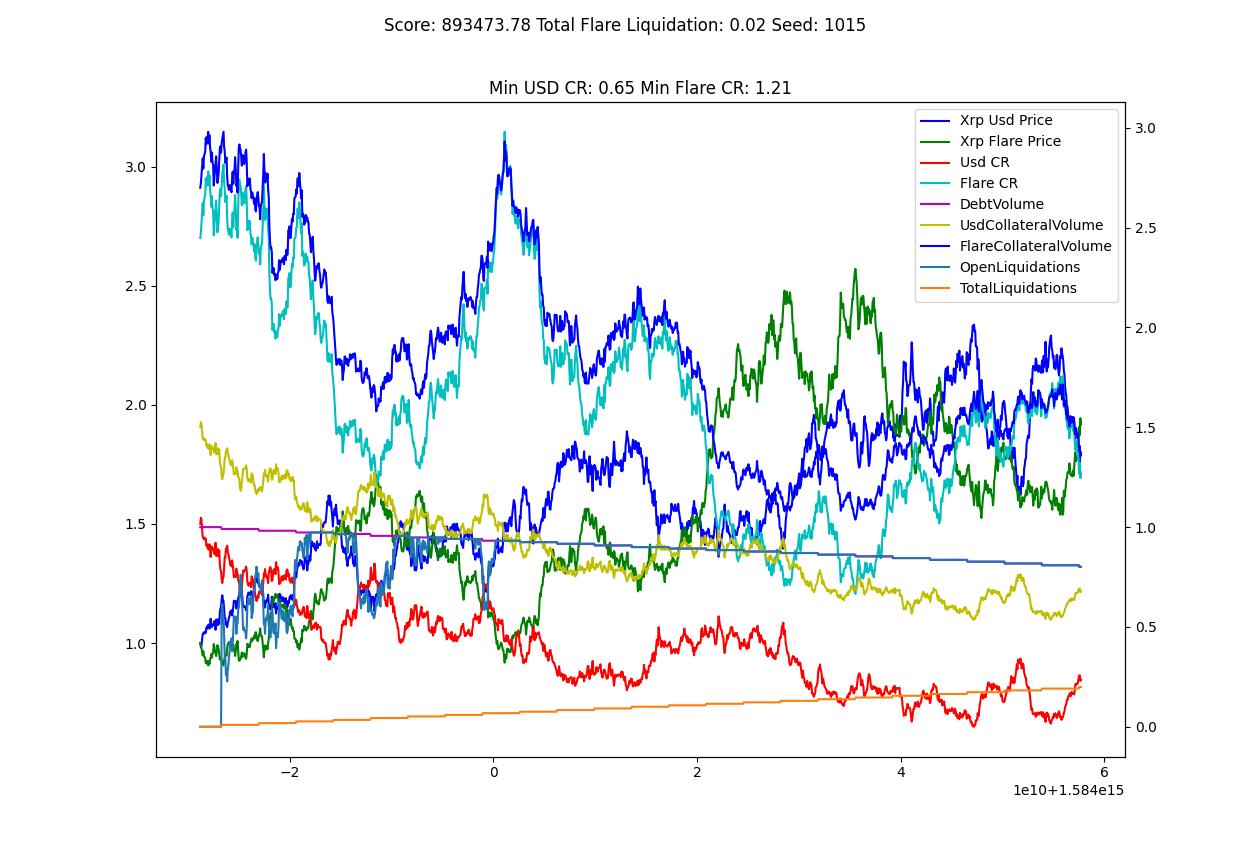 Score: 893473.78 Total Flare Liquidation: 0.02 Seed: 1015
Min USD CR: 0.65 Min Flare CR: 1.21
Xrp Usd Price
Xrp Flare Price
Usd CR
Flare CR
DebtVolume
UsdCollateralVolume
FlareCollateralVolume
OpenLiquidations
TotalLiquidations
3.0
2.5
2.0
1.5
1.0
3.0
2.5
2.0
1.5
1.0
0.5
0.0
−2 0 2 4 6
1e10+1.584e15